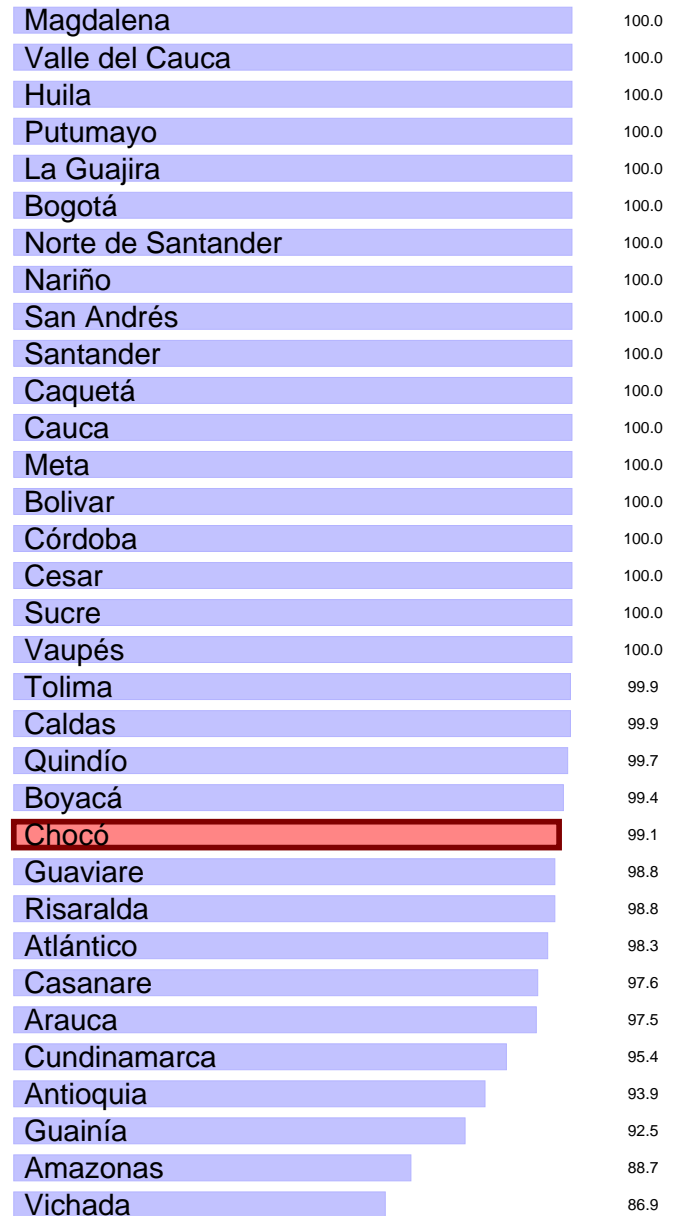 Magdalena 100.0
Valle del Cauca 100.0
Huila 100.0
Putumayo 100.0
La Guajira 100.0
Bogotá 100.0
Norte de Santander 100.0
Nariño 100.0
San Andrés 100.0
Santander 100.0
Caquetá 100.0
Cauca 100.0
Meta 100.0
Bolivar 100.0
Córdoba 100.0
Cesar 100.0
Sucre 100.0
Vaupés 100.0
Tolima 99.9
Caldas 99.9
Quindío 99.7
Boyacá 99.4
Chocó 99.1
Guaviare 98.8
Risaralda 98.8
Atlántico 98.3
Casanare 97.6
Arauca 97.5
Cundinamarca 95.4
Antioquia 93.9
Guainía 92.5
Amazonas 88.7
Vichada 86.9